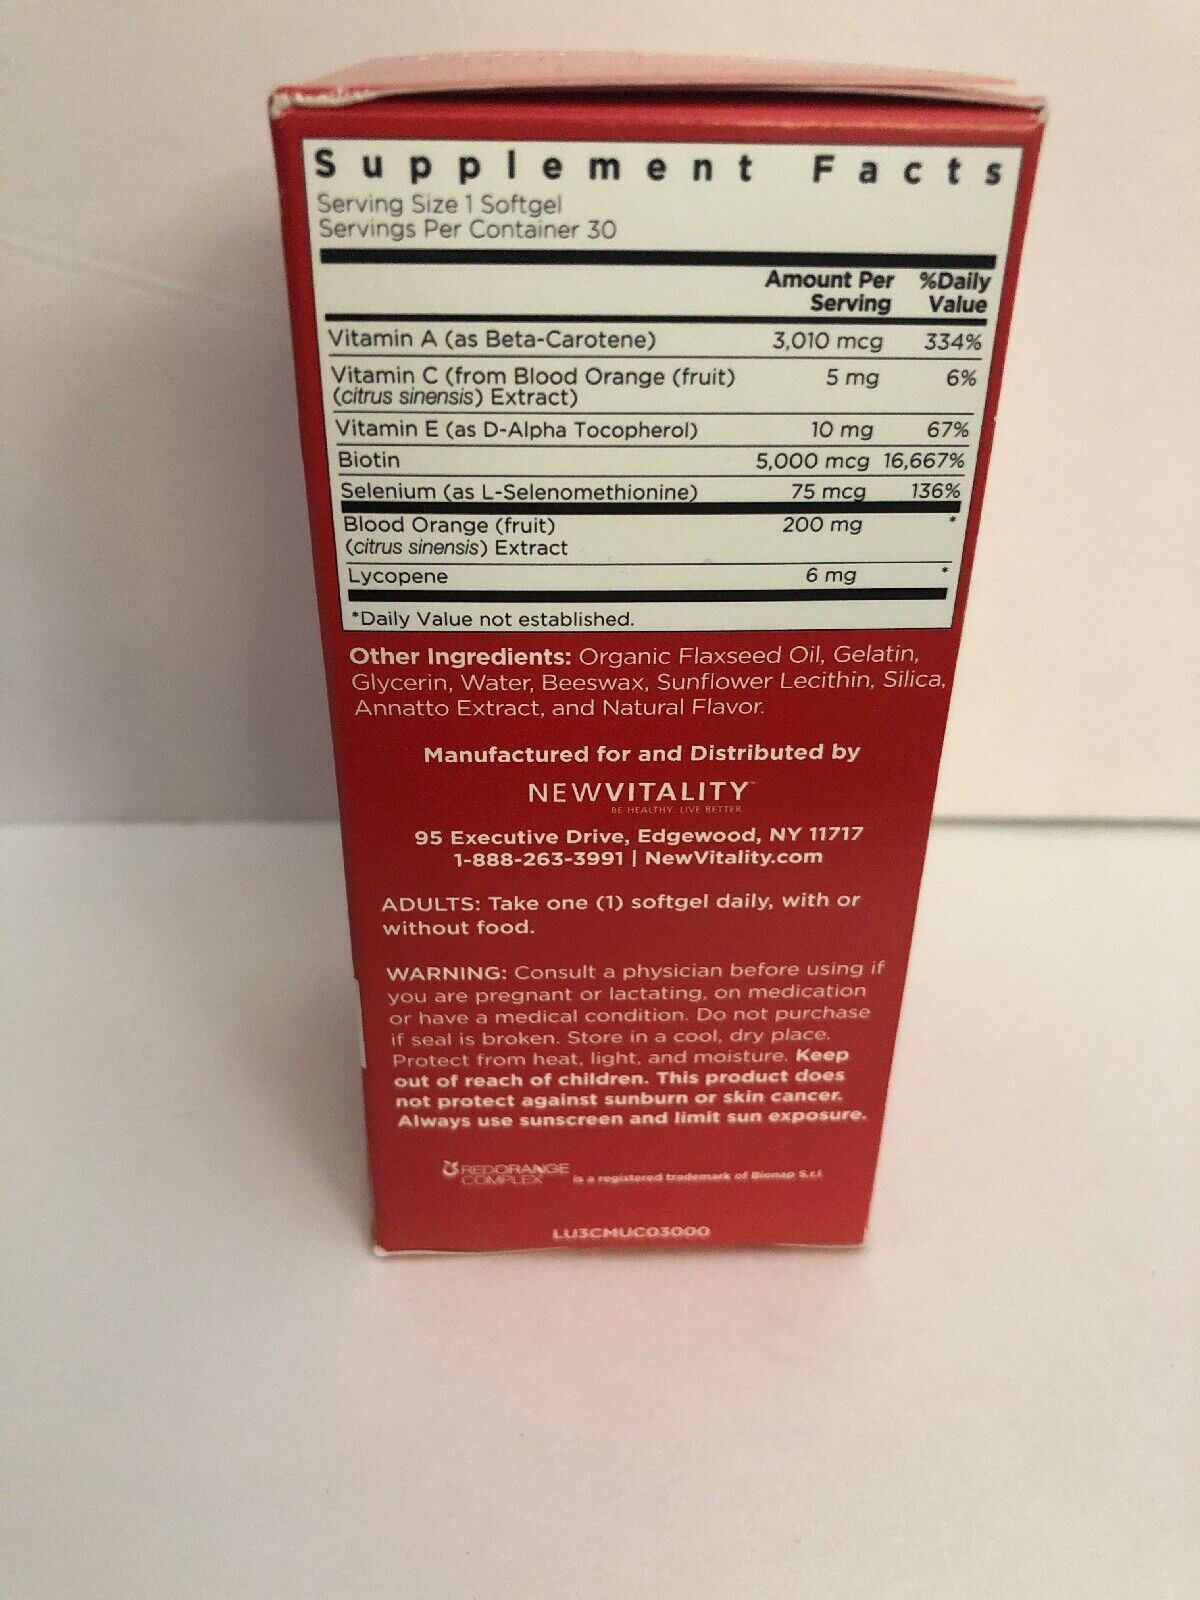 Supplement Facts
Serving Size 1 Softgel
Servings Per Container 30
Amount Per %Daily
Serving Value
Vitamin A (as Beta-Carotene) 3,010 mcg 334%
Vitamin C (from Blood Orange (fruit) 5 mg 6%
(citrus sinensis) Extract)
Vitamin E (as D-Alpha Tocopherol) 10 mg 67%
Biotin 5,000 mcg 16,667%
Selenium (as L-Selenomethionine) 75 mcg 136%
Blood Orange (fruit) 200 mg *
(citrus sinensis) Extract
Lycopene 6 mg *
*Daily Value not established.
Other Ingredients: Organic Flaxseed Oil, Gelatin,
Glycerin, Water, Beeswax, Sunflower Lecithin, Silica,
Annatto Extract, and Natural Flavor.
Manufactured for and Distributed by
NEWVITALITY™
BE HEALTHY. LIVE BETTER.
95 Executive Drive, Edgewood, NY 11717
1-888-263-3991 | NewVitality.com
ADULTS: Take one (1) softgel daily, with or
without food.
WARNING: Consult a physician before using if
you are pregnant or lactating, on medication
or have a medical condition. Do not purchase
if seal is broken. Store in a cool, dry place.
Protect from heat, light, and moisture. Keep
out of reach of children. This product does
not protect against sunburn or skin cancer.
Always use sunscreen and limit sun exposure.
REDORANGE
COMPLEX is a registered trademark of Bionap S.r.l
LU3CMUC03000